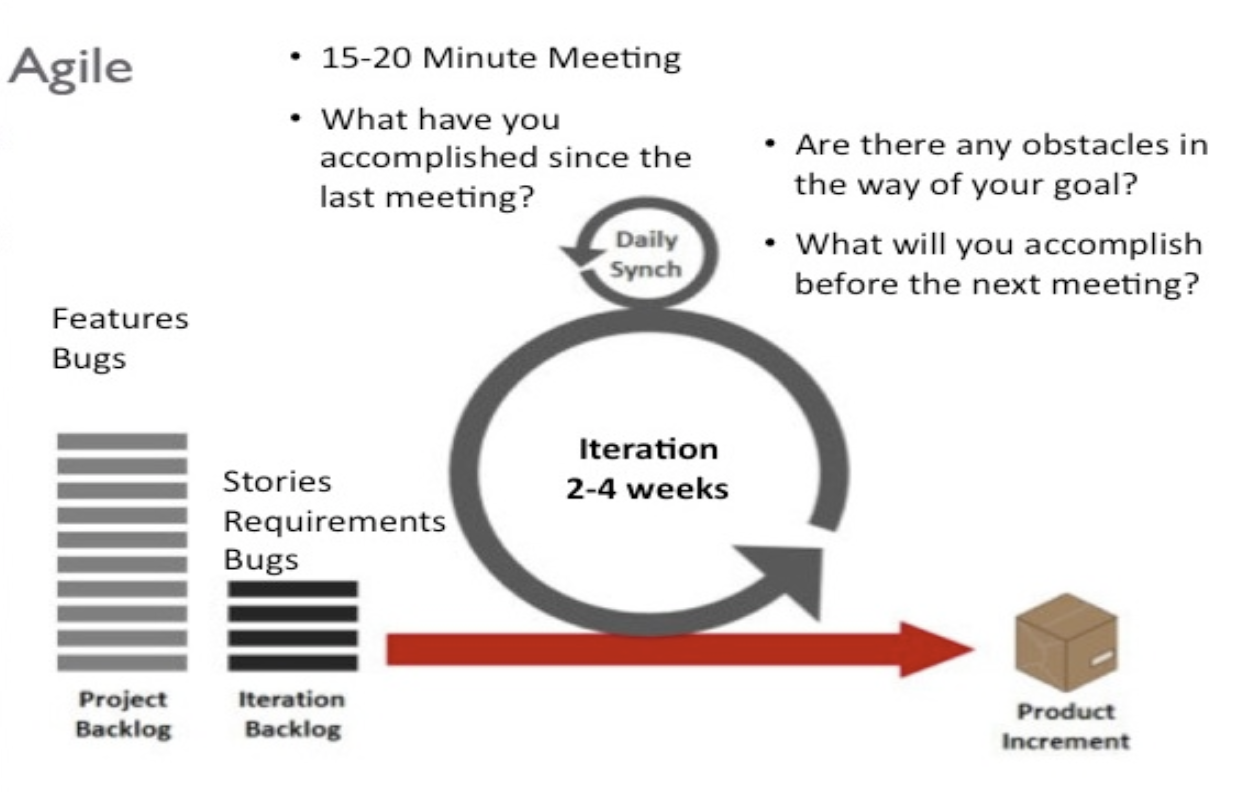 Agile
• 15-20 Minute Meeting
• What have you
accomplished since the
last meeting?
• Are there any obstacles in
the way of your goal?
• What will you accomplish
before the next meeting?
Daily
Synch
Features
Bugs
Iteration
2-4 weeks
Stories
Requirements
Bugs
Project
Backlog
Iteration
Backlog
Product
Increment